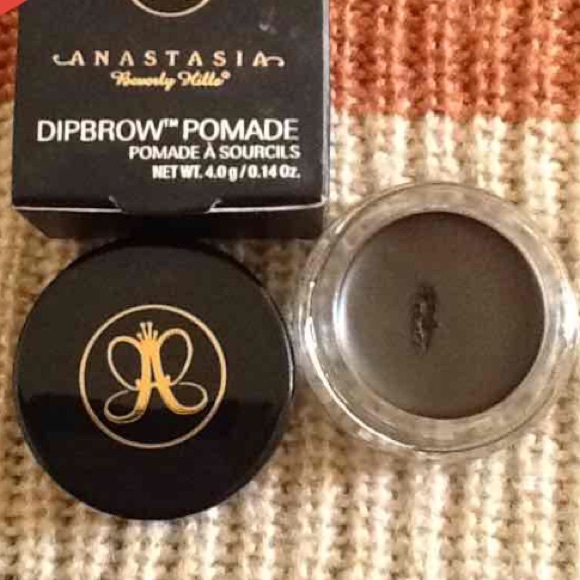 ANASTASIA
Beverly Hills®
DIPBROW™ POMADE
POMADE À SOURCILS
NET WT. 4.0 g / 0.14 Oz.
A